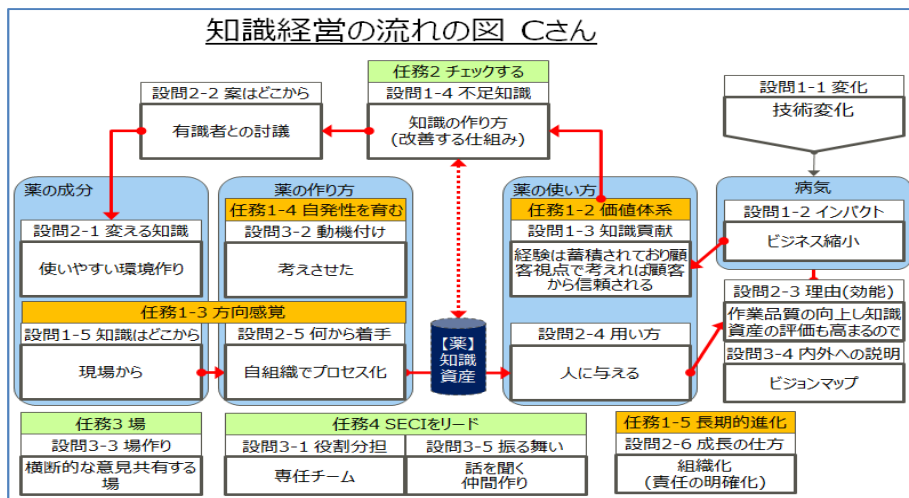 知識経営の流れの図 Cさん
任務2 チェックする
設問1-4 不足知識
知識の作り方
(改善する仕組み)
設問2-2 案はどこから
有識者との討議
設問1-1 変化
技術変化
薬の成分
設問2-1 変える知識
使いやすい環境作り
薬の作り方
任務1-4 自発性を育む
設問3-2 動機付け
考えさせた
薬の使い方
任務1-2 価値体系
設問1-3 知識貢献
経験は蓄積されており顧
客視点で考えれば顧客
から信頼される
病気
設問1-2 インパクト
ビジネス縮小
任務1-3 方向感覚
設問1-5 知識はどこから
現場から
設問2-5 何から着手
自組織でプロセス化
【薬】
知識
資産
設問2-4 用い方
人に与える
設問2-3 理由(効能)
作業品質の向上し知識
資産の評価も高まるので
設問3-4 内外への説明
ビジョンマップ
任務3 場
設問3-3 場作り
横断的な意見共有する
場
任務4 SECIをリード
設問3-1 役割分担
専任チーム
設問3-5 振る舞い
話を聞く
仲間作り
任務1-5 長期的進化
設問2-6 成長の仕方
組織化
(責任の明確化)